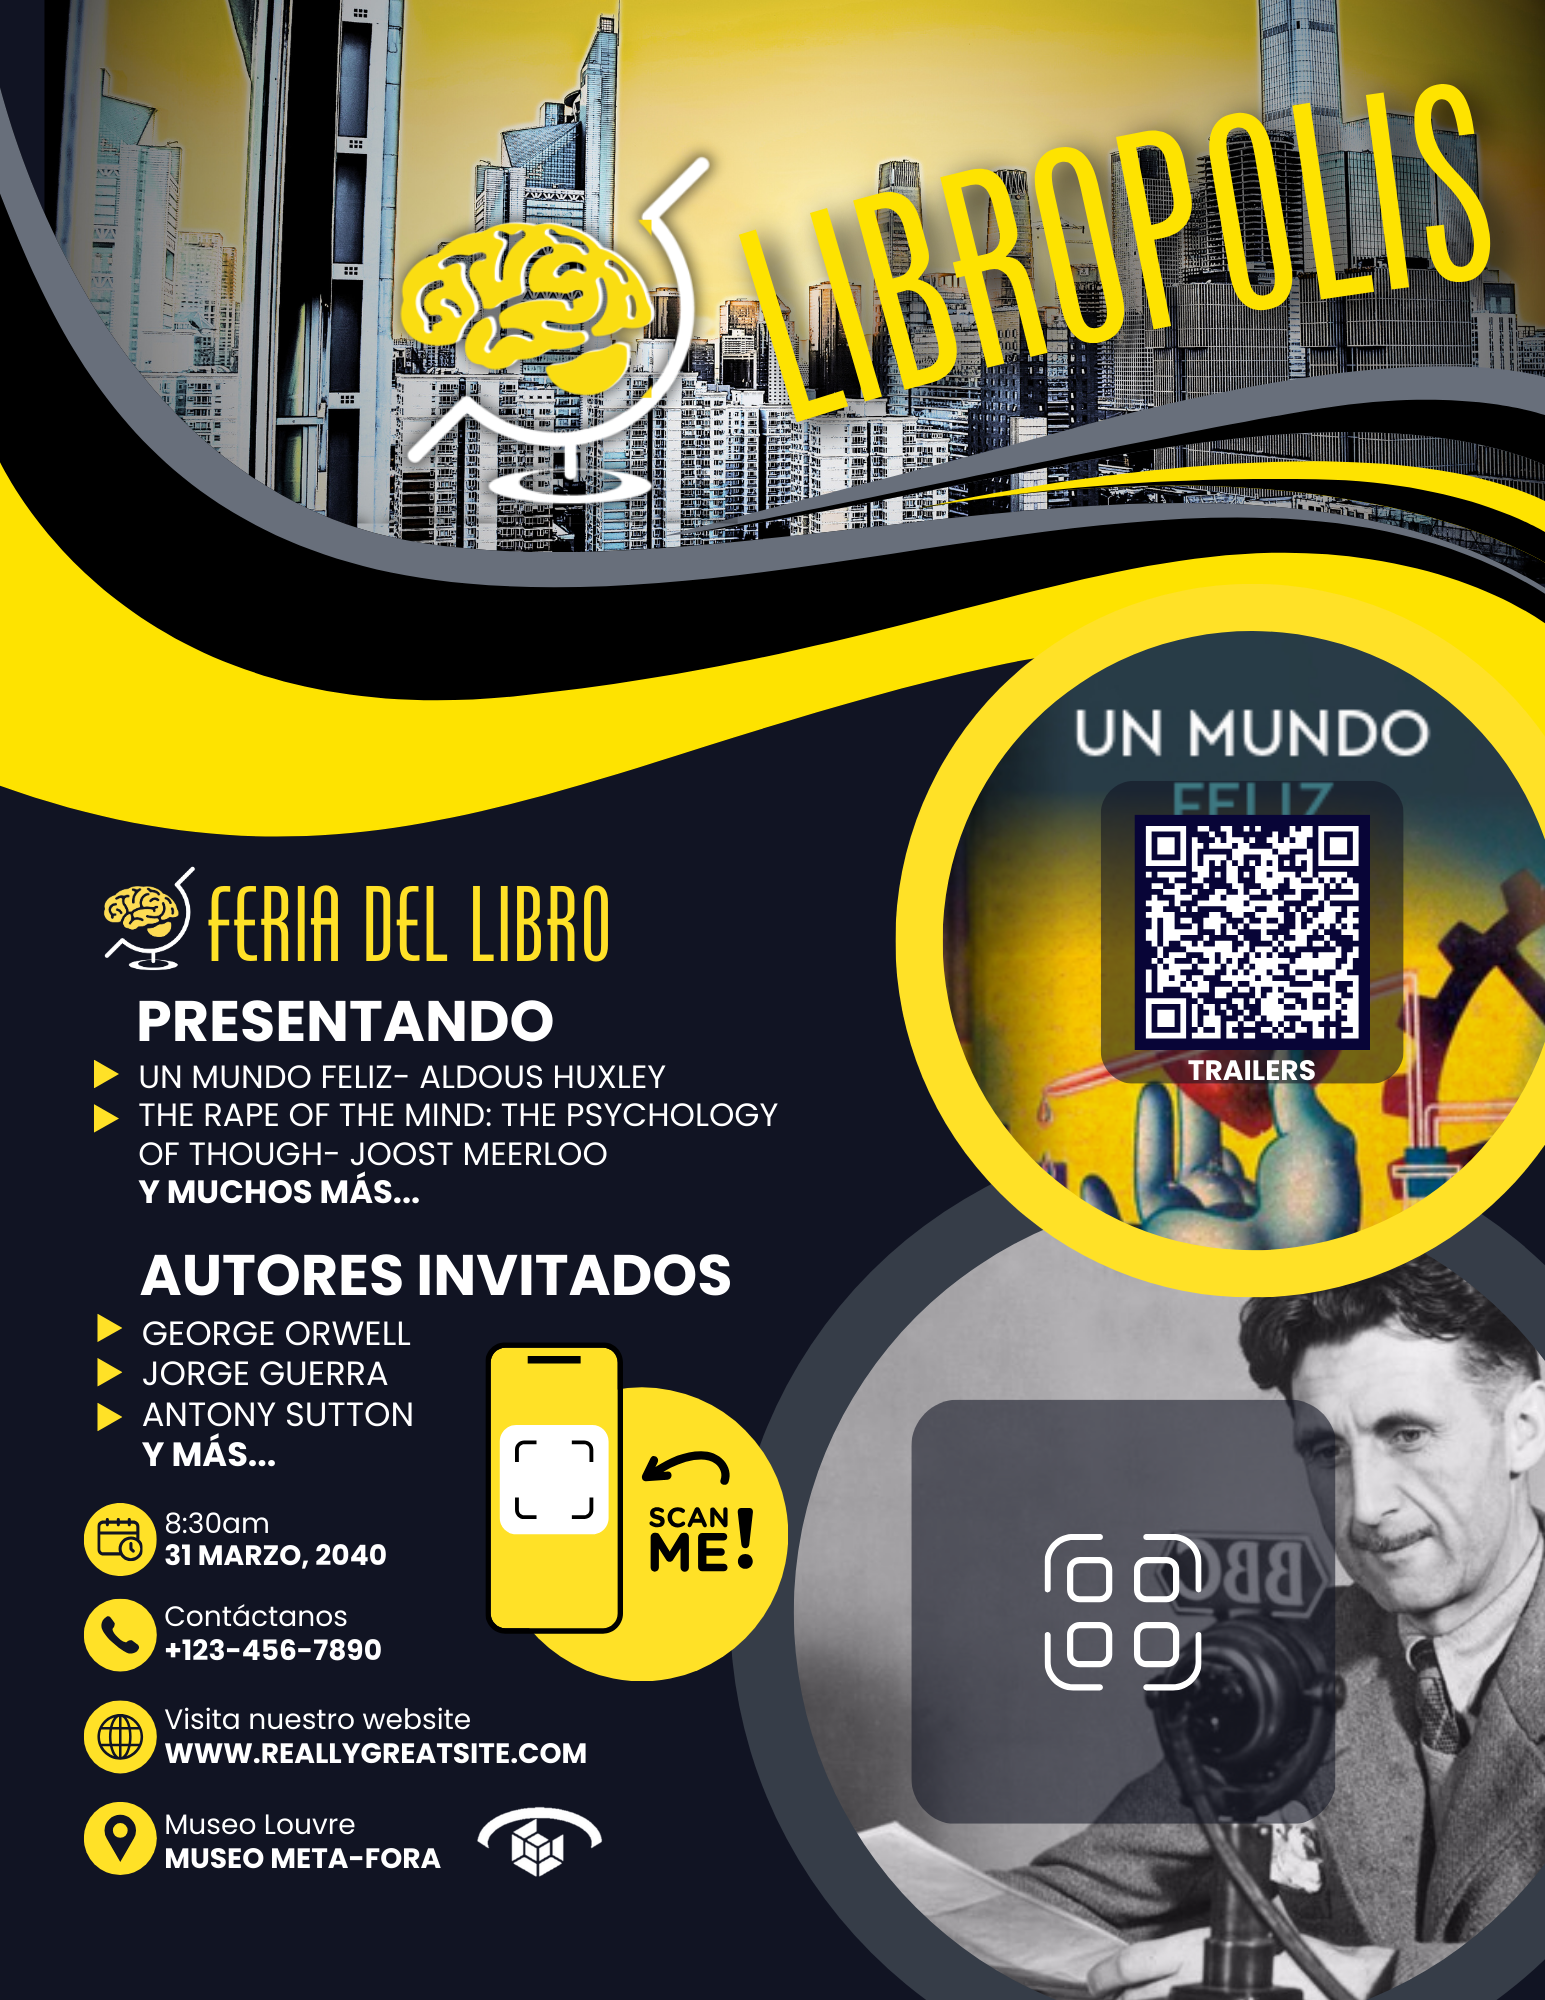 LIBROPOLIS
UN MUNDO
FELIZ
TRAILERS
FERIA DEL LIBRO
PRESENTANDO
UN MUNDO FELIZ- ALDOUS HUXLEY
THE RAPE OF THE MIND: THE PSYCHOLOGY
OF THOUGH- JOOST MEERLOO
Y MUCHOS MÁS...
AUTORES INVITADOS
GEORGE ORWELL
JORGE GUERRA
ANTONY SUTTON
Y MÁS...
SCAN
ME!
BBC
8:30am
31 MARZO, 2040
Contáctanos
+123-456-7890
Visita nuestro website
WWW.REALLYGREATSITE.COM
Museo Louvre
MUSEO META-FORA